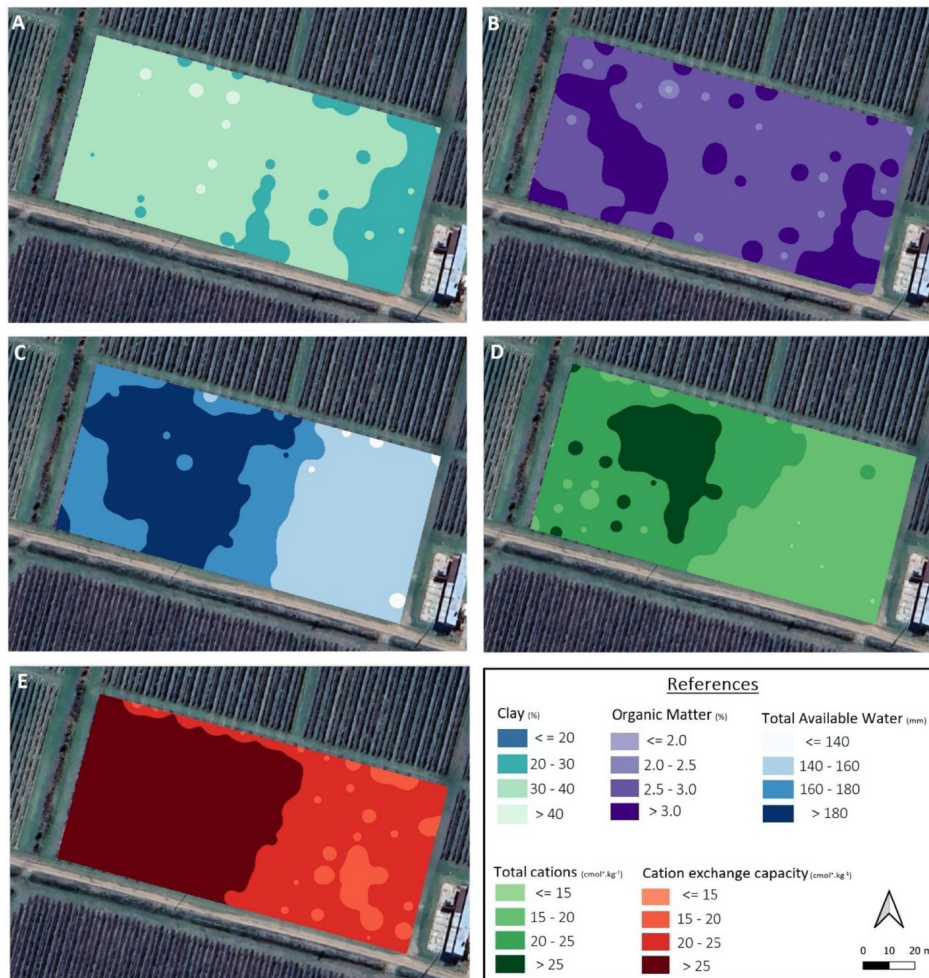 A
B
C
D
E
References
Clay (%)
<= 20
20 - 30
30 - 40
> 40
Organic Matter (%)
<= 2.0
2.0 - 2.5
2.5 - 3.0
> 3.0
Total Available Water (mm)
<= 140
140 - 160
160 - 180
> 180
Total cations (cmol⁺.kg⁻¹)
<= 15
15 - 20
20 - 25
> 25
Cation exchange capacity (cmol⁺.kg⁻¹)
<= 15
15 - 20
20 - 25
> 25
0 10 20 m